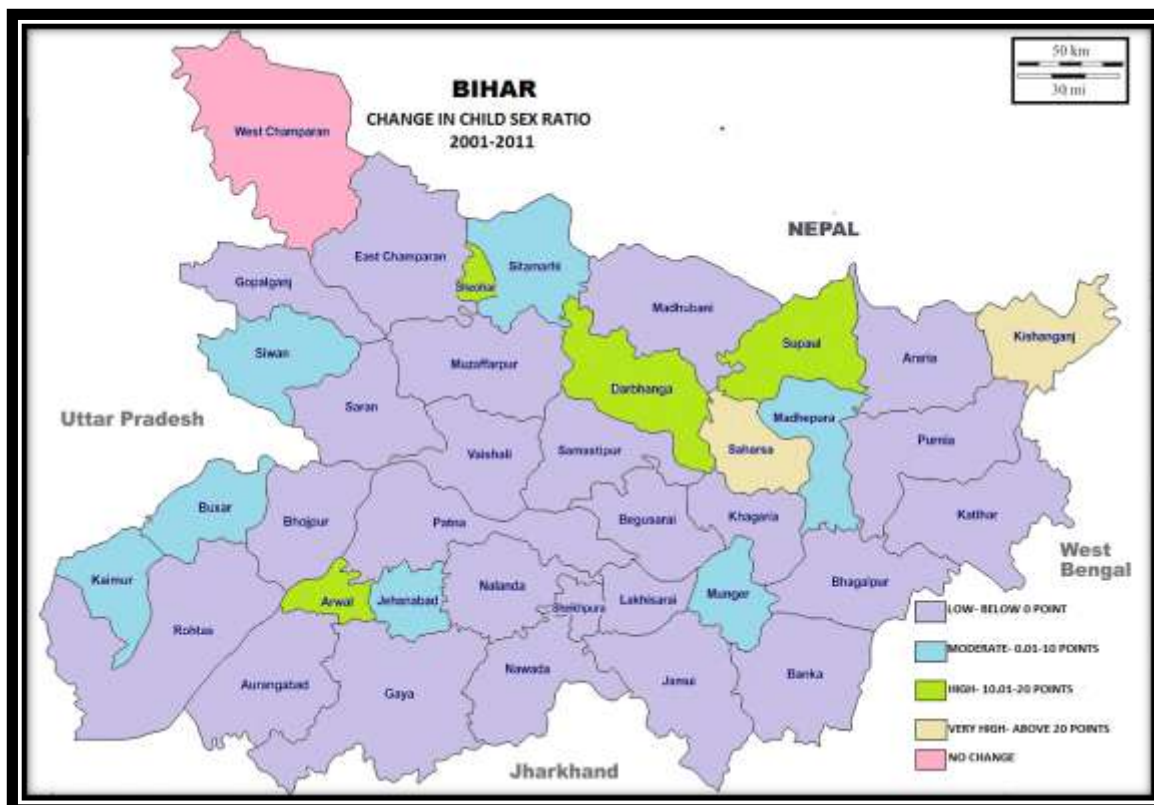 50 km
30 mi
BIHAR
CHANGE IN CHILD SEX RATIO
2001-2011
West Champaran
NEPAL
East Champaran
Sitamarhi
Sheohar
Gopalganj
Madhubani
Kishanganj
Supaul
Araria
Siwan
Muzaffarpur
Darbhanga
Saran
Madhepura
Uttar Pradesh
Purnia
Vaishali
Samastipur
Saharsa
Buxar
Bhojpur
Patna
Begusarai
Khagaria
Katihar
West
Bengal
Kaimur
Arwal
Jehanabad
Nalanda
Sheikhpura
Lakhisarai
Munger
Bhagalpur
Rohtas
LOW- BELOW 0 POINT
MODERATE- 0.01-10 POINTS
Aurangabad
Gaya
Nawada
Jamui
Banka
HIGH- 10.01-20 POINTS
VERY HIGH- ABOVE 20 POINTS
NO CHANGE
Jharkhand